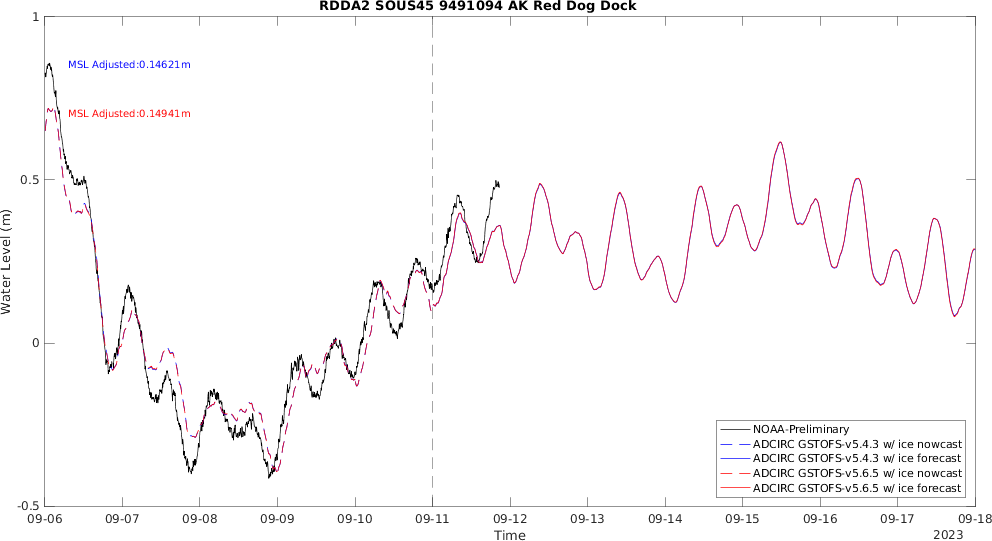 RDDA2 SOUS45 9491094 AK Red Dog Dock
1
MSL Adjusted:0.14621m
MSL Adjusted:0.14941m
0.5
Water Level (m)
0
NOAA-Preliminary
ADCIRC GSTOFS-v5.4.3 w/ ice nowcast
ADCIRC GSTOFS-v5.4.3 w/ ice forecast
ADCIRC GSTOFS-v5.6.5 w/ ice nowcast
ADCIRC GSTOFS-v5.6.5 w/ ice forecast
-0.5
09-06 09-07 09-08 09-09 09-10 09-11 09-12 09-13 09-14 09-15 09-16 09-17 09-18
Time
2023